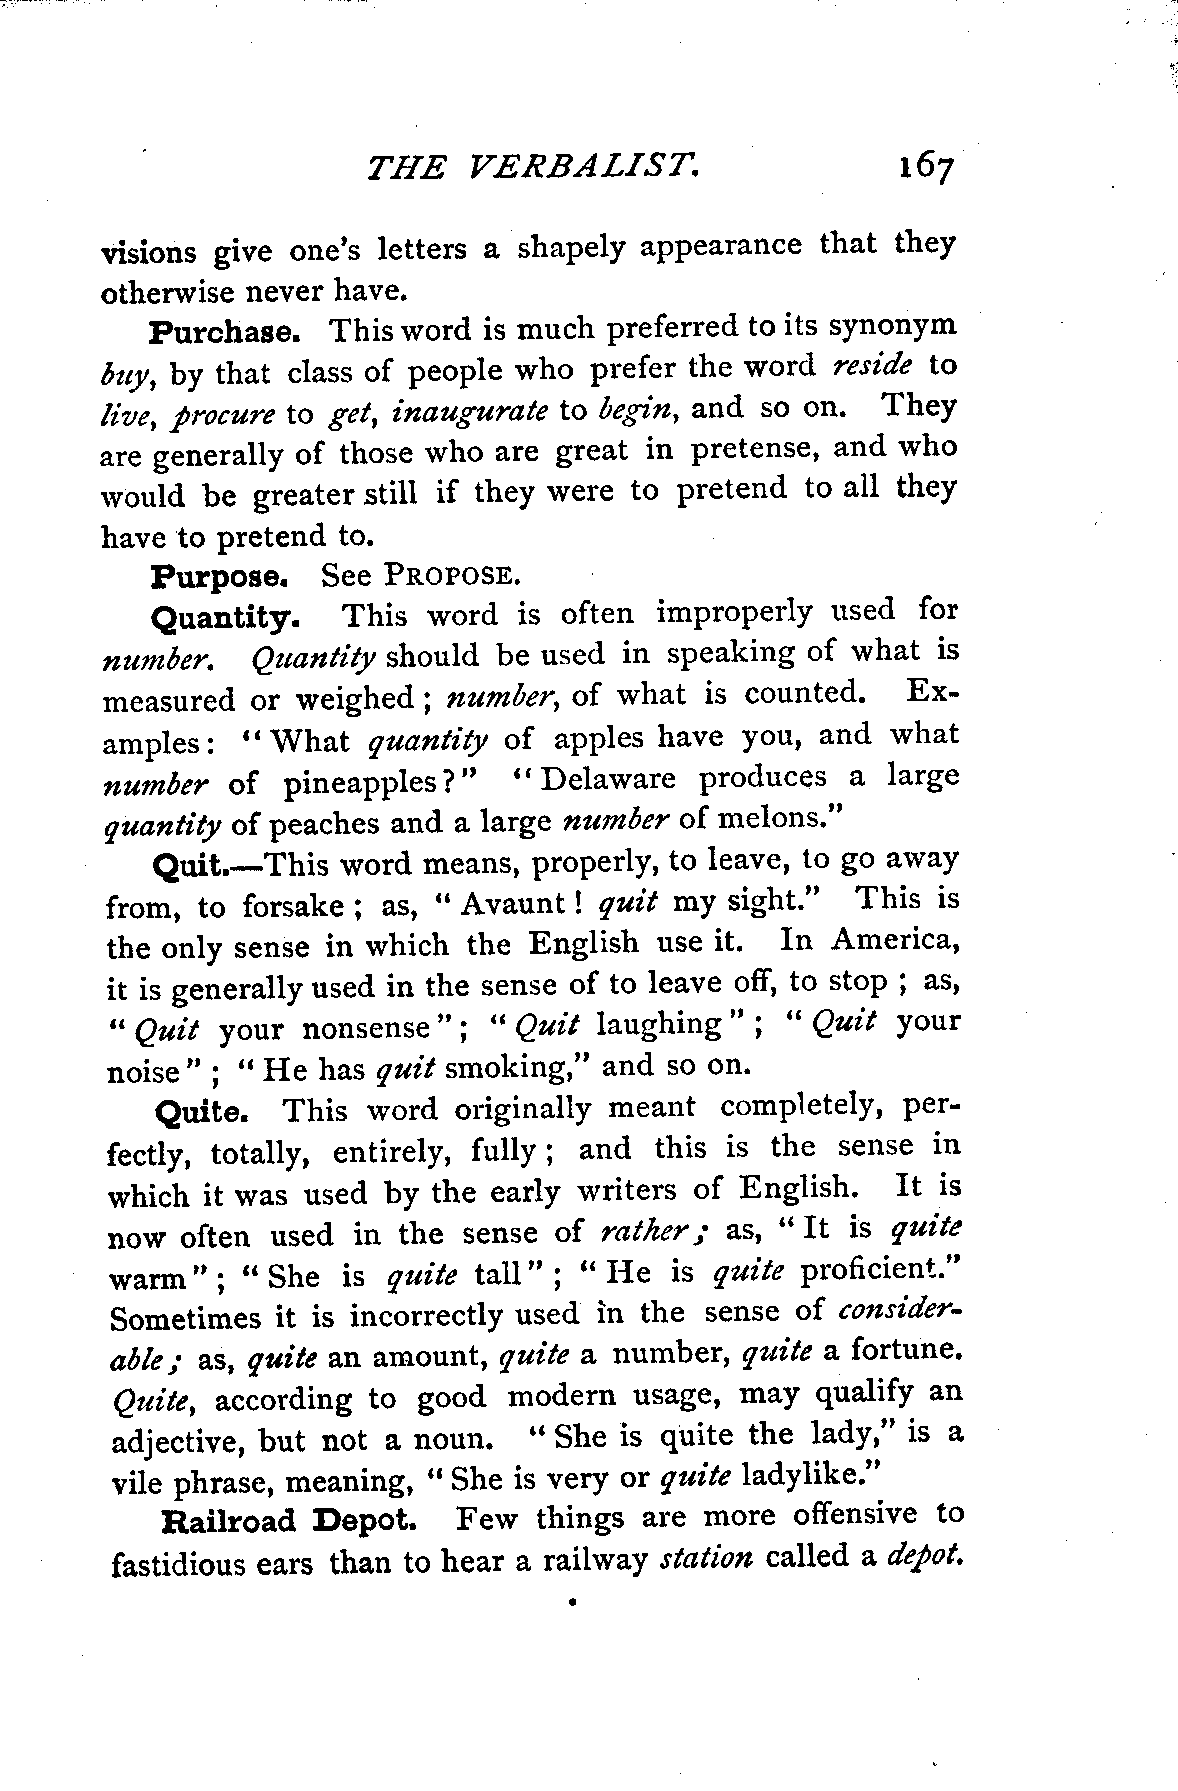 THE VERBALIST. 167
visions give one's letters a shapely appearance that they
otherwise never have.
Purchase. This word is much preferred to its synonym
buy, by that class of people who prefer the word reside to
live, procure to get, inaugurate to begin, and so on. They
are generally of those who are great in pretense, and who
would be greater still if they were to pretend to all they
have to pretend to.
Purpose. See PROPOSE.
Quantity. This word is often improperly used for
number. Quantity should be used in speaking of what is
measured or weighed; number, of what is counted. Ex-
amples: "What quantity of apples have you, and what
number of pineapples?" "Delaware produces a large
quantity of peaches and a large number of melons."
Quit.—This word means, properly, to leave, to go away
from, to forsake; as, "Avaunt! quit my sight." This is
the only sense in which the English use it. In America,
it is generally used in the sense of to leave off, to stop; as,
"Quit your nonsense"; "Quit laughing"; "Quit your
noise"; "He has quit smoking," and so on.
Quite. This word originally meant completely, per-
fectly, totally, entirely, fully; and this is the sense in
which it was used by the early writers of English. It is
now often used in the sense of rather; as, "It is quite
warm"; "She is quite tall"; "He is quite proficient."
Sometimes it is incorrectly used in the sense of consider-
able; as, quite an amount, quite a number, quite a fortune.
Quite, according to good modern usage, may qualify an
adjective, but not a noun. "She is quite the lady," is a
vile phrase, meaning, "She is very or quite ladylike."
Railroad Depot. Few things are more offensive to
fastidious ears than to hear a railway station called a depot.